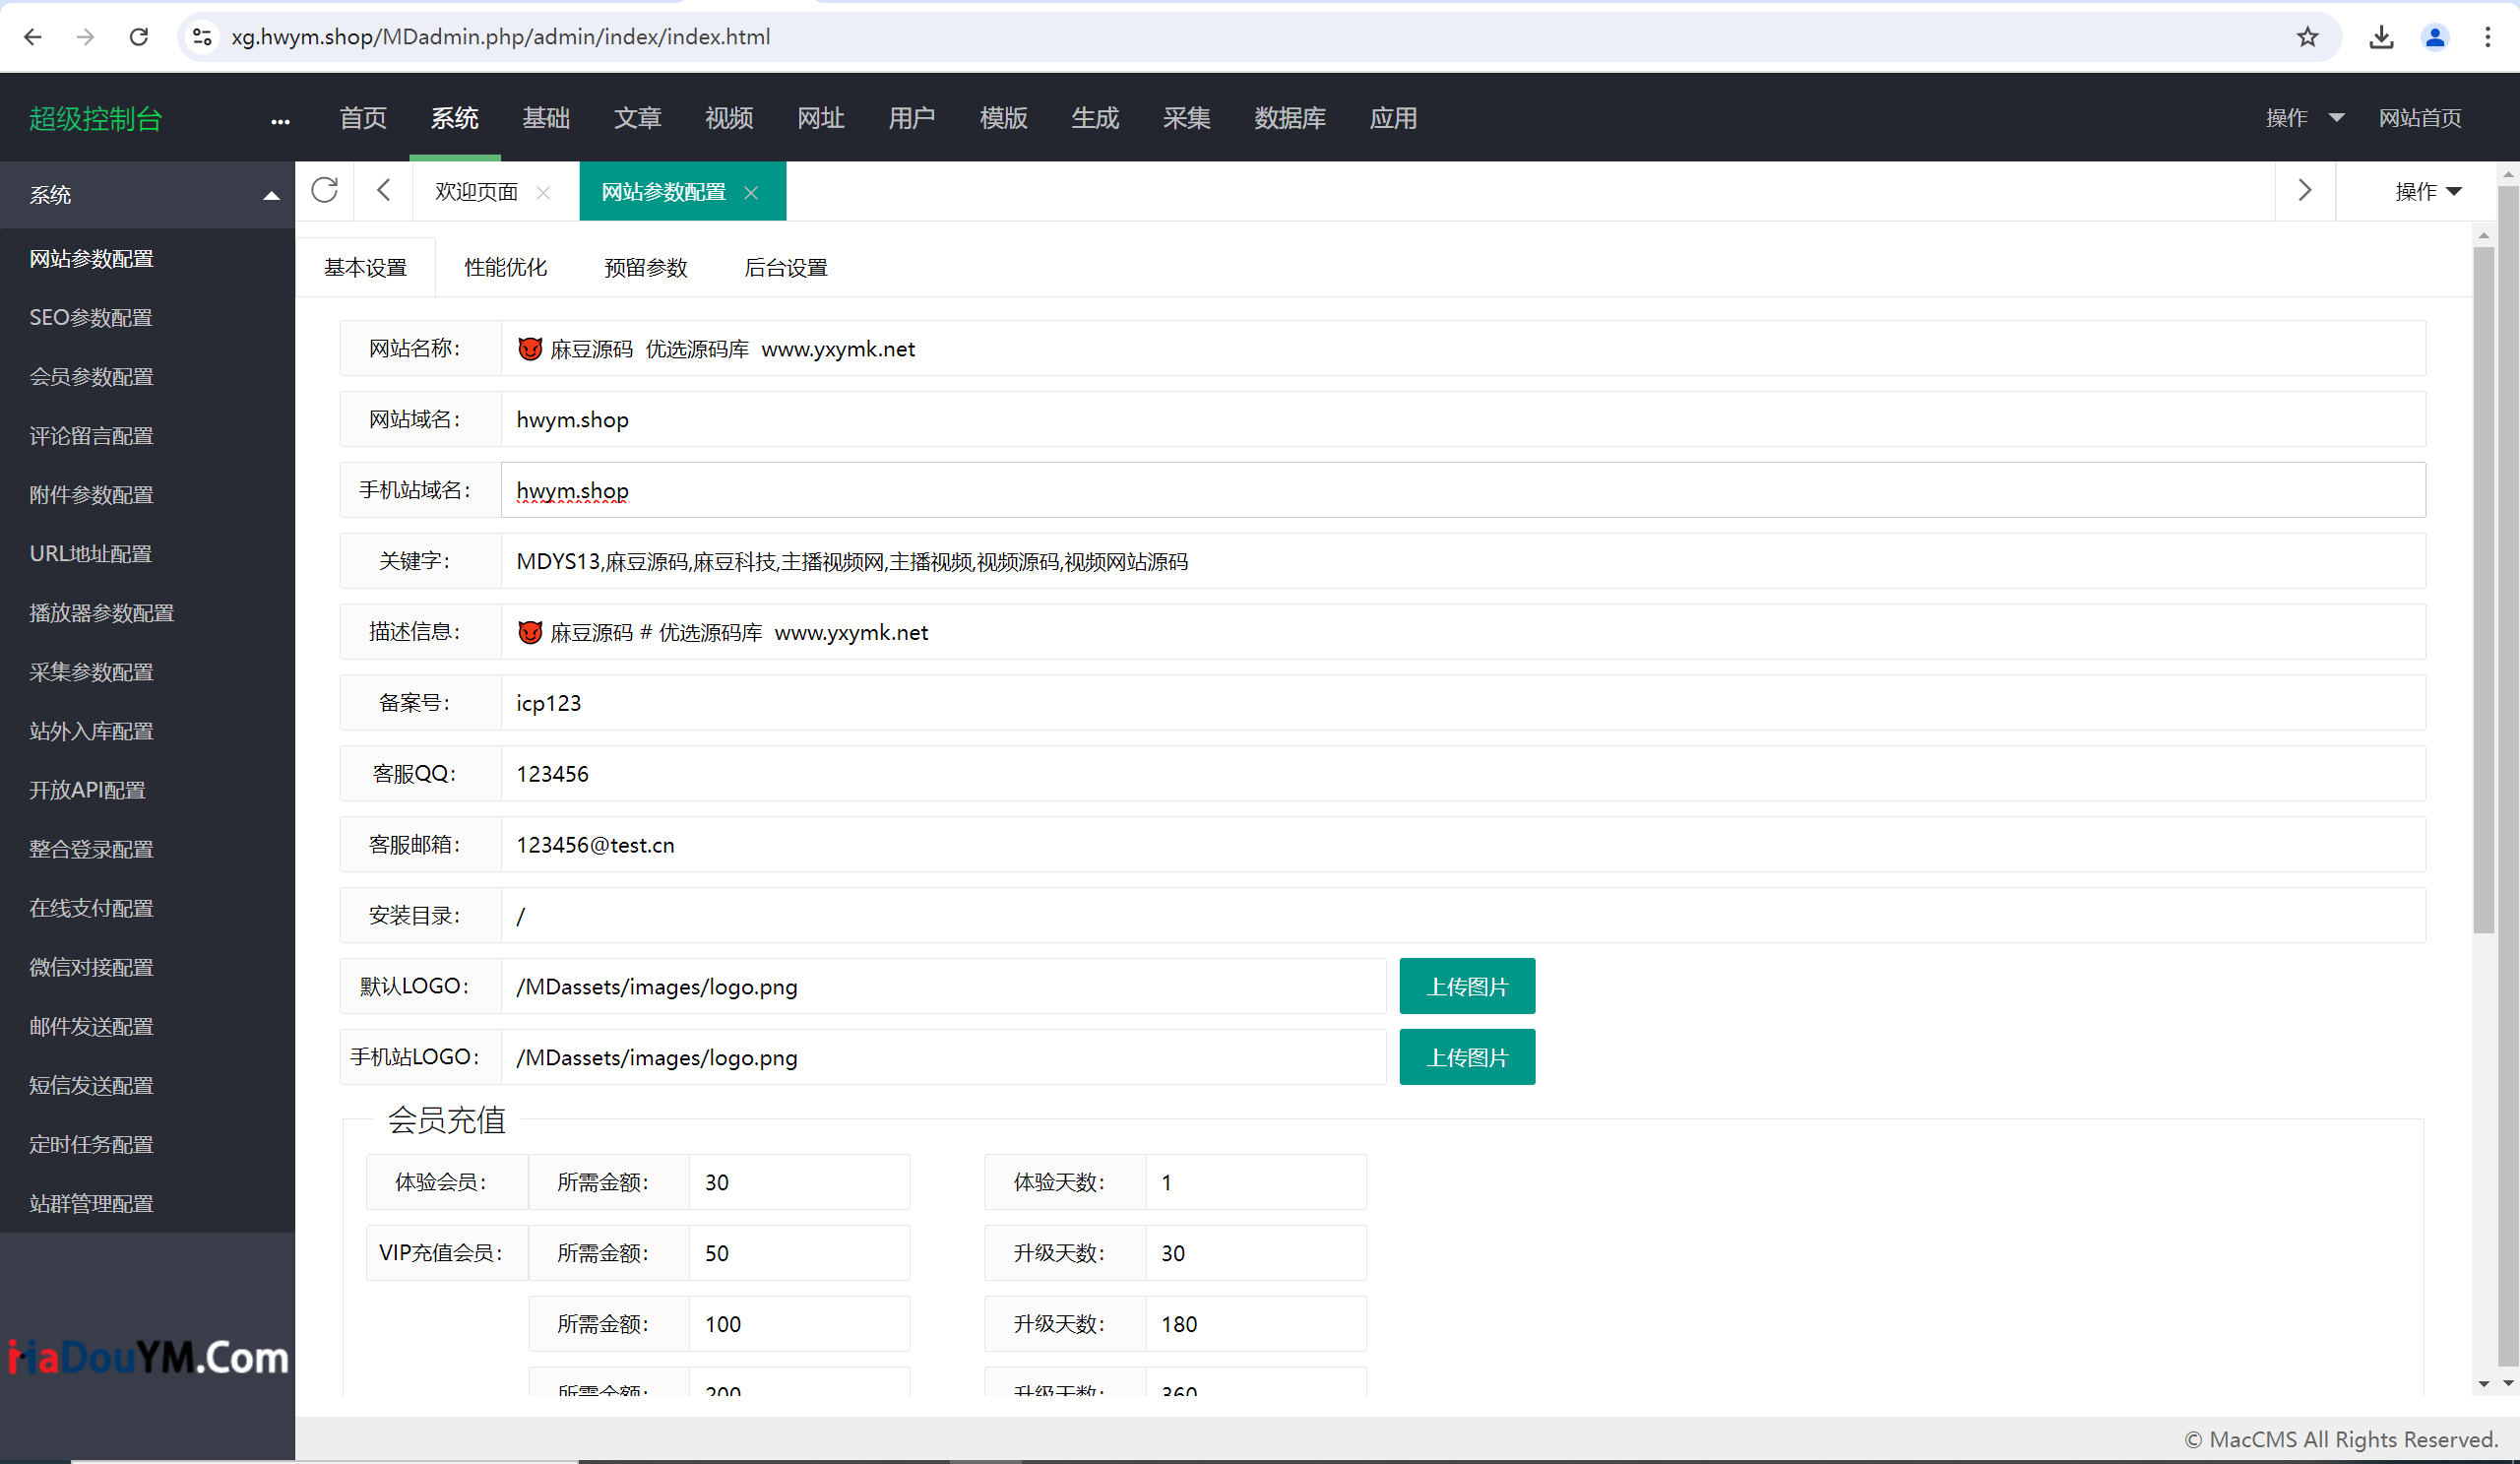 xg.hwym.shop/MDadmin.php/admin/index/index.html
超级控制台 ... 首页 系统 基础 文章 视频 网址 用户 模版 生成 采集 数据库 应用 操作 网站首页
系统
网站参数配置
SEO参数配置
会员参数配置
评论留言配置
附件参数配置
URL地址配置
播放器参数配置
采集参数配置
站外入库配置
开放API配置
整合登录配置
在线支付配置
微信对接配置
邮件发送配置
短信发送配置
定时任务配置
站群管理配置
MaDouYM.Com
欢迎页面 网站参数配置 操作
基本设置 性能优化 预留参数 后台设置
网站名称： 😈 麻豆源码 优选源码库 www.yxymk.net
网站域名： hwym.shop
手机站域名： hwym.shop
关键字： MDYS13,麻豆源码,麻豆科技,主播视频网,主播视频,视频源码,视频网站源码
描述信息： 😈 麻豆源码 # 优选源码库 www.yxymk.net
备案号： icp123
客服QQ： 123456
客服邮箱： 123456@test.cn
安装目录： /
默认LOGO： /MDassets/images/logo.png 上传图片
手机站LOGO： /MDassets/images/logo.png 上传图片
会员充值
体验会员： 所需金额： 30 体验天数： 1
VIP充值会员： 所需金额： 50 升级天数： 30
所需金额： 100 升级天数： 180
所需金额： 200 升级天数： 360
© MacCMS All Rights Reserved.